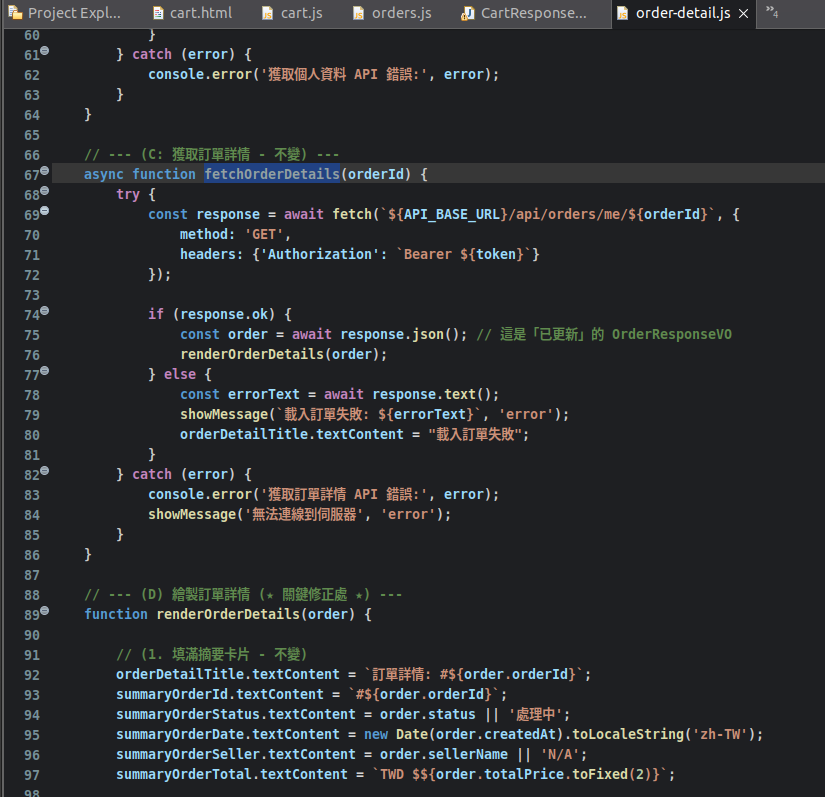 Project Expl...
cart.html
cart.js
orders.js
CartResponse...
order-detail.js
»4
60 }
61 } catch (error) {
62 console.error('獲取個人資料 API 錯誤:', error);
63 }
64 }
65
66 // --- (C: 獲取訂單詳情 - 不變) ---
67 async function fetchOrderDetails(orderId) {
68 try {
69 const response = await fetch(`${API_BASE_URL}/api/orders/me/${orderId}`, {
70 method: 'GET',
71 headers: {'Authorization': `Bearer ${token}`}
72 });
73
74 if (response.ok) {
75 const order = await response.json(); // 這是「已更新」的 OrderResponseVO
76 renderOrderDetails(order);
77 } else {
78 const errorText = await response.text();
79 showMessage(`載入訂單失敗: ${errorText}`, 'error');
80 orderDetailTitle.textContent = "載入訂單失敗";
81 }
82 } catch (error) {
83 console.error('獲取訂單詳情 API 錯誤:', error);
84 showMessage('無法連線到伺服器', 'error');
85 }
86 }
87
88 // --- (D) 繪製訂單詳情 (★ 關鍵修正處 ★) ---
89 function renderOrderDetails(order) {
90
91 // (1. 填滿摘要卡片 - 不變)
92 orderDetailTitle.textContent = `訂單詳情: #${order.orderId}`;
93 summaryOrderId.textContent = `#${order.orderId}`;
94 summaryOrderStatus.textContent = order.status || '處理中';
95 summaryOrderDate.textContent = new Date(order.createdAt).toLocaleString('zh-TW');
96 summaryOrderSeller.textContent = order.sellerName || 'N/A';
97 summaryOrderTotal.textContent = `TWD $${order.totalPrice.toFixed(2)}`;
98